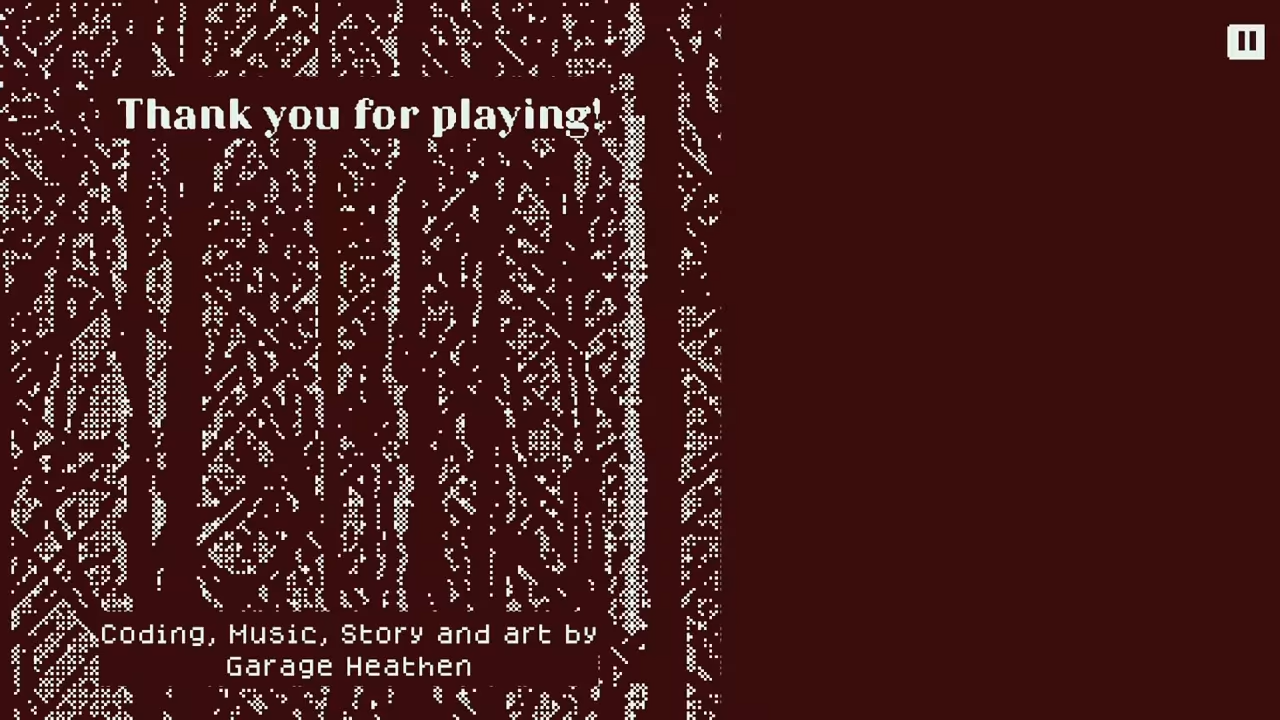 Thank you for playing!
Coding, Music, Story and art by
Garage Heathen